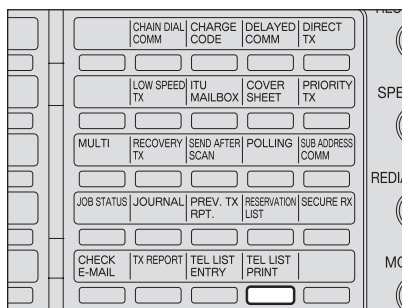 CHAIN DIAL COMM
CHARGE CODE
DELAYED COMM
DIRECT TX
LOW SPEED TX
ITU MAILBOX
COVER SHEET
PRIORITY TX
MULTI
RECOVERY TX
SEND AFTER SCAN
POLLING
SUB ADDRESS COMM
JOB STATUS
JOURNAL
PREV. TX RPT.
RESERVATION LIST
SECURE RX
CHECK E-MAIL
TX REPORT
TEL LIST ENTRY
TEL LIST PRINT
SPE
REDIA
MO